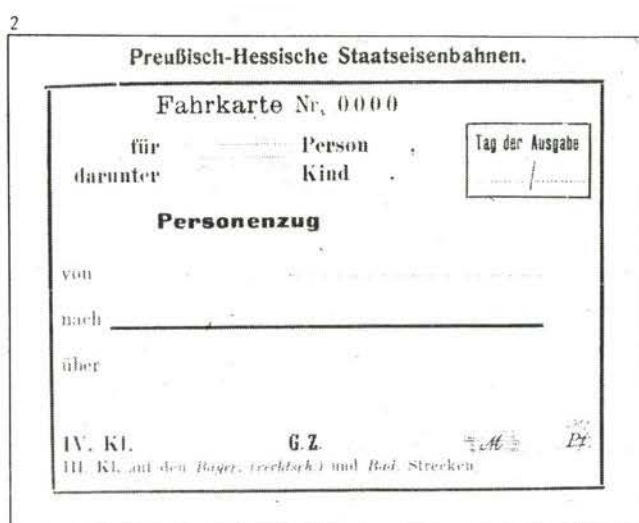 2
Preußisch-Hessische Staatseisenbahnen.
Fahrkarte Nr. 0000
für Person .
darunter Kind .
Tag der Ausgabe
/
Personenzug
von
nach
über
IV. Kl. G.Z. M Pf.
III. Kl. auf den Bayer. (rechtsrh.) und Bad. Strecken